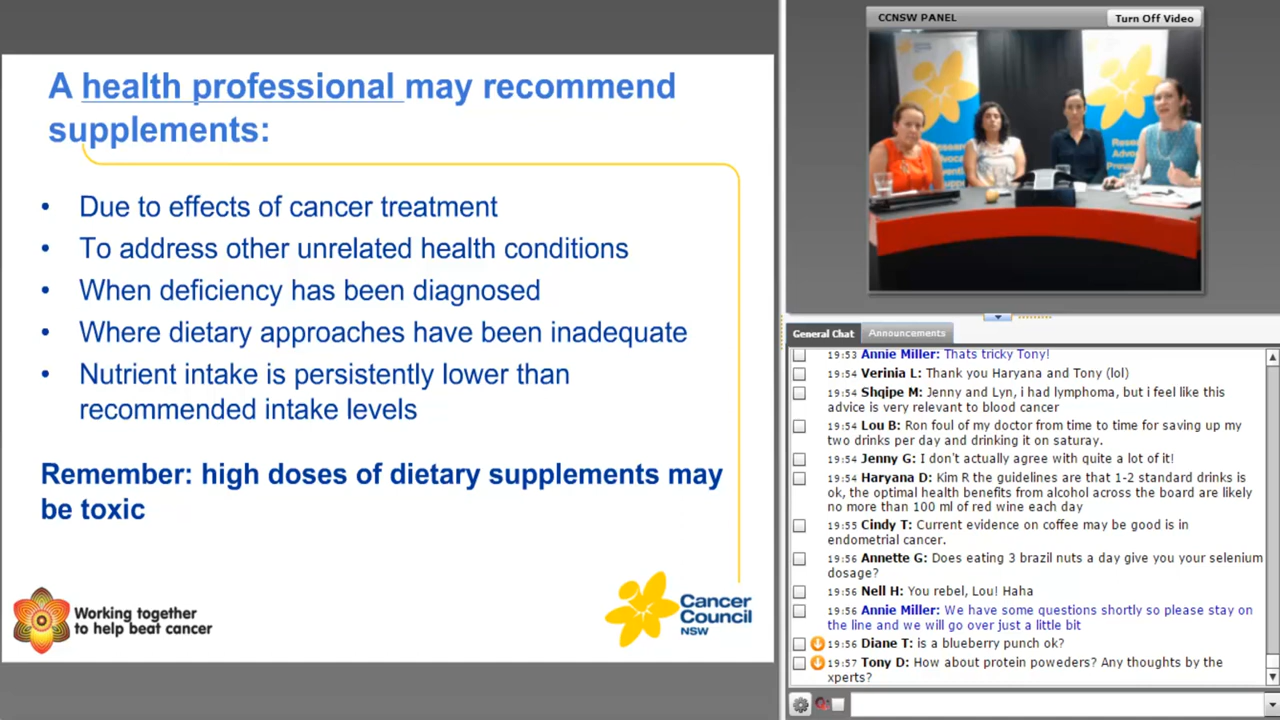 A health professional may recommend
supplements:
• Due to effects of cancer treatment
• To address other unrelated health conditions
• When deficiency has been diagnosed
• Where dietary approaches have been inadequate
• Nutrient intake is persistently lower than
recommended intake levels
Remember: high doses of dietary supplements may
be toxic
Working together
to help beat cancer
Cancer
Council
NSW
CCNSW PANEL
Turn Off Video
General Chat
Announcements
19:53 Annie Miller: Thats tricky Tony!
19:54 Verinia L: Thank you Haryana and Tony (lol)
19:54 Shqipe M: Jenny and Lyn, i had lymphoma, but i feel like this
advice is very relevant to blood cancer
19:54 Lou B: Ron foul of my doctor from time to time for saving up my
two drinks per day and drinking it on saturay.
19:54 Jenny G: I don't actually agree with quite a lot of it!
19:54 Haryana D: Kim R the guidelines are that 1-2 standard drinks is
ok, the optimal health benefits from alcohol across the board are likely
no more than 100 ml of red wine each day
19:55 Cindy T: Current evidence on coffee may be good is in
endometrial cancer.
19:56 Annette G: Does eating 3 brazil nuts a day give you your selenium
dosage?
19:56 Nell H: You rebel, Lou! Haha
19:56 Annie Miller: We have some questions shortly so please stay on
the line and we will go over just a little bit
19:56 Diane T: is a blueberry punch ok?
19:57 Tony D: How about protein poweders? Any thoughts by the
xperts?